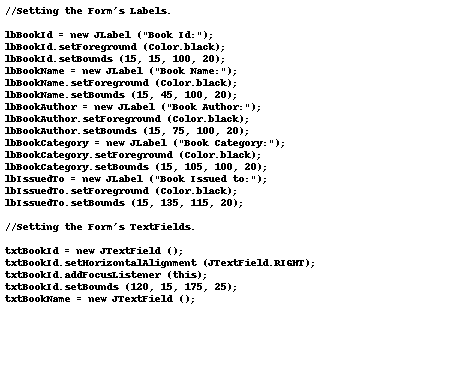 //Setting the Form's Labels.

lbBookId = new JLabel ("Book Id:");
lbBookId.setForeground (Color.black);
lbBookId.setBounds (15, 15, 100, 20);
lbBookName = new JLabel ("Book Name:");
lbBookName.setForeground (Color.black);
lbBookName.setBounds (15, 45, 100, 20);
lbBookAuthor = new JLabel ("Book Author:");
lbBookAuthor.setForeground (Color.black);
lbBookAuthor.setBounds (15, 75, 100, 20);
lbBookCategory = new JLabel ("Book Category:");
lbBookCategory.setForeground (Color.black);
lbBookCategory.setBounds (15, 105, 100, 20);
lbIssuedTo = new JLabel ("Book Issued to:");
lbIssuedTo.setForeground (Color.black);
lbIssuedTo.setBounds (15, 135, 115, 20);

//Setting the Form's TextFields.

txtBookId = new JTextField ();
txtBookId.setHorizontalAlignment (JTextField.RIGHT);
txtBookId.addFocusListener (this);
txtBookId.setBounds (120, 15, 175, 25);
txtBookName = new JTextField ();